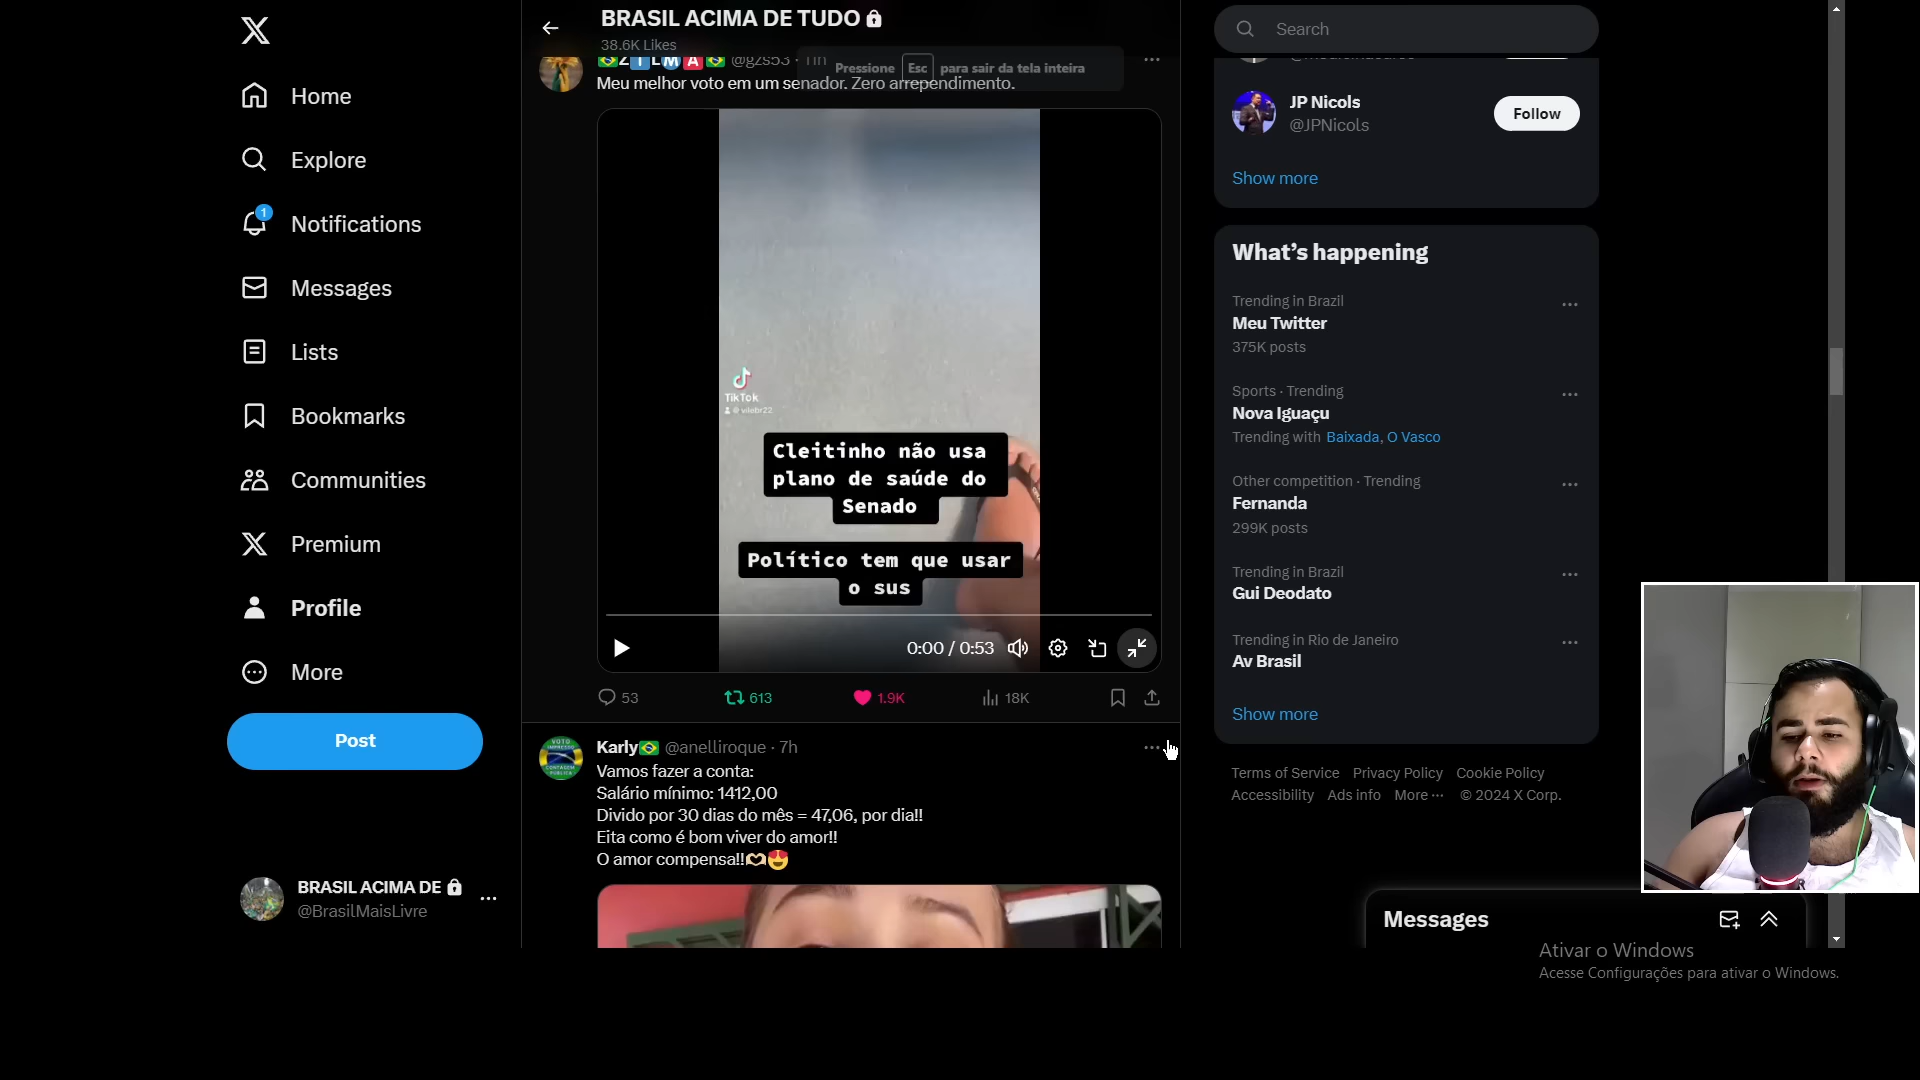 Home
Explore
1
Notifications
Messages
Lists
Bookmarks
Communities
Premium
Profile
More
Post
BRASIL ACIMA DE
@BrasilMaisLivre
BRASIL ACIMA DE TUDO
38.6K Likes
@gzs53 · 11h
Pressione Esc para sair da tela inteira
Meu melhor voto em um senador. Zero arrependimento.
TikTok
Cleitinho não usa
plano de saúde do
Senado
Político tem que usar
o sus
0:00 / 0:53
53
613
1.9K
18K
Karly @anelliroque · 7h
Vamos fazer a conta:
Salário mínimo: 1412,00
Divido por 30 dias do mês = 47,06, por dia!!
Eita como é bom viver do amor!!
O amor compensa!!
Search
JP Nicols
@JPNicols
Follow
Show more
What’s happening
Trending in Brazil
Meu Twitter
375K posts
Sports · Trending
Nova Iguaçu
Trending with Baixada, O Vasco
Other competition · Trending
Fernanda
299K posts
Trending in Brazil
Gui Deodato
Trending in Rio de Janeiro
Av Brasil
Show more
Terms of Service Privacy Policy Cookie Policy
Accessibility Ads info More ··· © 2024 X Corp.
Messages
Ativar o Windows
Acesse Configurações para ativar o Windows.